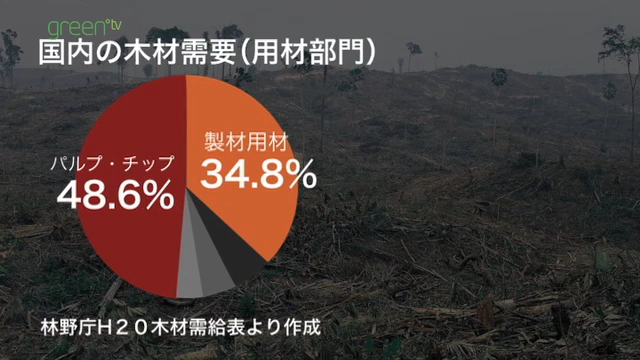 green.tv
国内の木材需要(用材部門)
製材用材
34.8%
パルプ・チップ
48.6%
林野庁H20木材需給表より作成